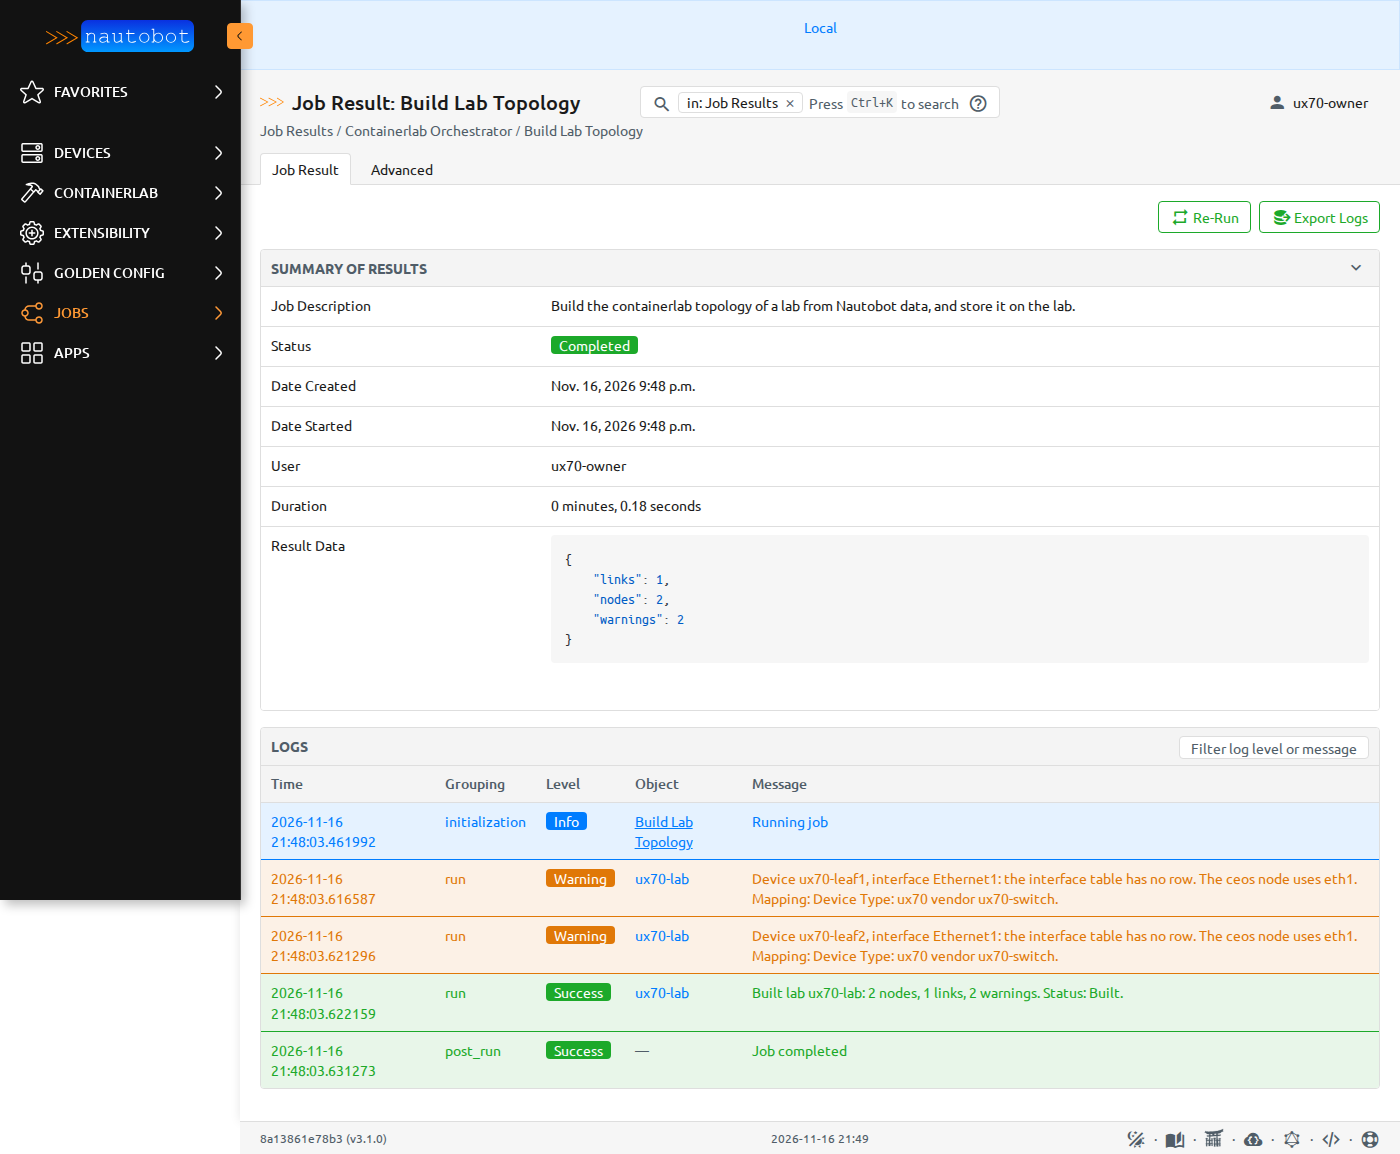 nautobot
Local
FAVORITES
DEVICES
CONTAINERLAB
EXTENSIBILITY
GOLDEN CONFIG
JOBS
APPS
Job Result: Build Lab Topology
in: Job Results × Press Ctrl+K to search
ux70-owner
Job Results / Containerlab Orchestrator / Build Lab Topology
Job Result Advanced
Re-Run Export Logs
SUMMARY OF RESULTS
Job Description Build the containerlab topology of a lab from Nautobot data, and store it on the lab.
Status Completed
Date Created Nov. 16, 2026 9:48 p.m.
Date Started Nov. 16, 2026 9:48 p.m.
User ux70-owner
Duration 0 minutes, 0.18 seconds
Result Data
{
"links": 1,
"nodes": 2,
"warnings": 2
}
LOGS Filter log level or message
Time Grouping Level Object Message
2026-11-16 initialization Info Build Lab Running job
21:48:03.461992 Topology
2026-11-16 run Warning ux70-lab Device ux70-leaf1, interface Ethernet1: the interface table has no row. The ceos node uses eth1.
21:48:03.616587 Mapping: Device Type: ux70 vendor ux70-switch.
2026-11-16 run Warning ux70-lab Device ux70-leaf2, interface Ethernet1: the interface table has no row. The ceos node uses eth1.
21:48:03.621296 Mapping: Device Type: ux70 vendor ux70-switch.
2026-11-16 run Success ux70-lab Built lab ux70-lab: 2 nodes, 1 links, 2 warnings. Status: Built.
21:48:03.622159
2026-11-16 post_run Success — Job completed
21:48:03.631273
8a13861e78b3 (v3.1.0) 2026-11-16 21:49